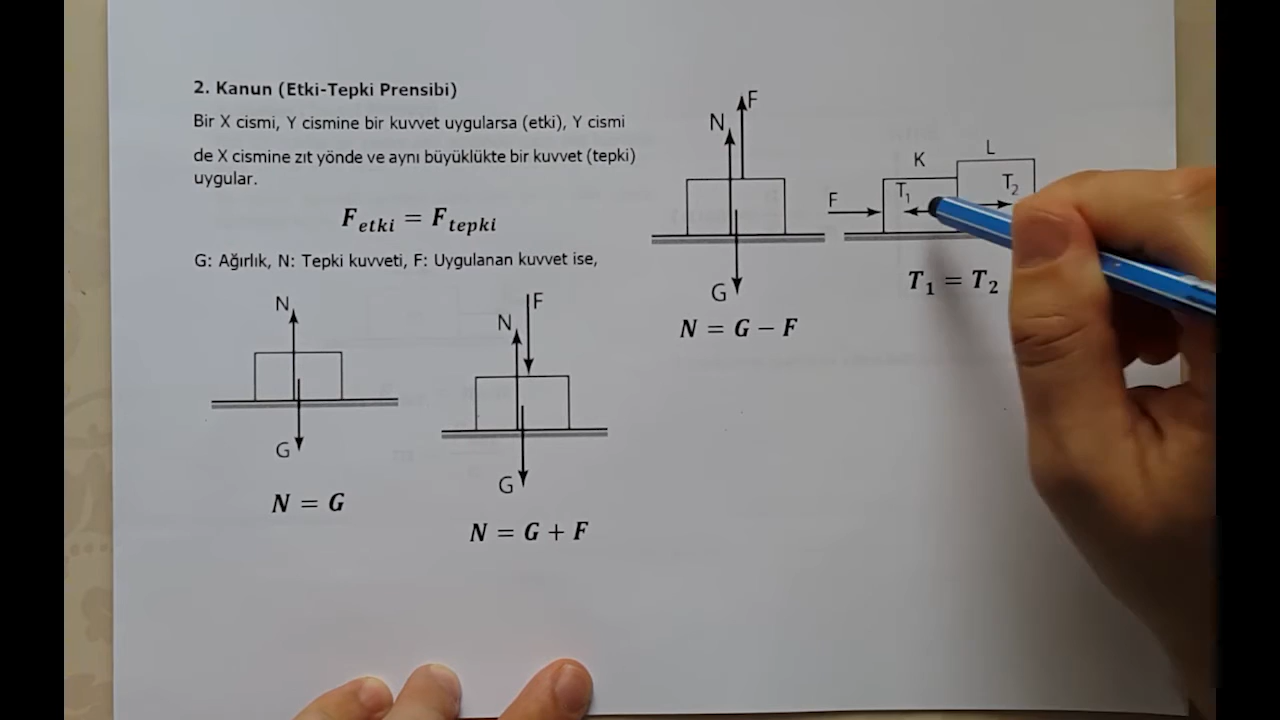 2. Kanun (Etki-Tepki Prensibi)
Bir X cismi, Y cismine bir kuvvet uygularsa (etki), Y cismi
de X cismine zıt yönde ve aynı büyüklükte bir kuvvet (tepki)
uygular.
F_etki = F_tepki
G: Ağırlık, N: Tepki kuvveti, F: Uygulanan kuvvet ise,
N
G
N = G
F
N
G
N = G + F
F
N
G
N = G − F
K
L
F
T₁
T₂
T₁ = T₂